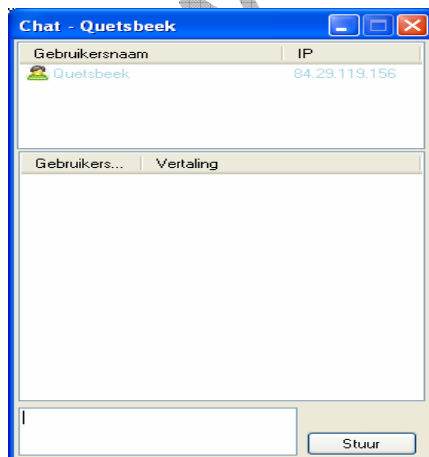 Chat - Quetsbeek
Gebruikersnaam IP
Quetsbeek 84.29.119.156
Gebruikers... Vertaling
Stuur